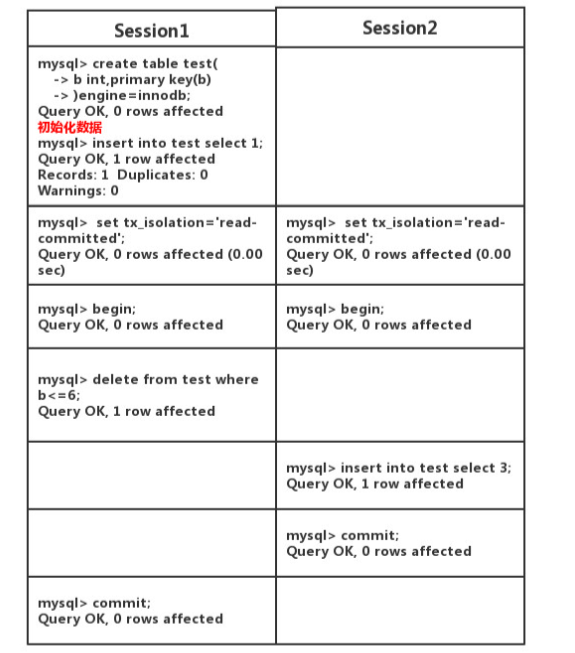 Session1
Session2
mysql> create table test(
-> b int,primary key(b)
-> )engine=innodb;
Query OK, 0 rows affected
初始化数据
mysql> insert into test select 1;
Query OK, 1 row affected
Records: 1  Duplicates: 0
Warnings: 0
mysql>  set tx_isolation='read-
committed';
Query OK, 0 rows affected (0.00
sec)
mysql>  set tx_isolation='read-
committed';
Query OK, 0 rows affected (0.00
sec)
mysql> begin;
Query OK, 0 rows affected
mysql> begin;
Query OK, 0 rows affected
mysql> delete from test where
b<=6;
Query OK, 1 row affected
mysql> insert into test select 3;
Query OK, 1 row affected
mysql> commit;
Query OK, 0 rows affected
mysql> commit;
Query OK, 0 rows affected